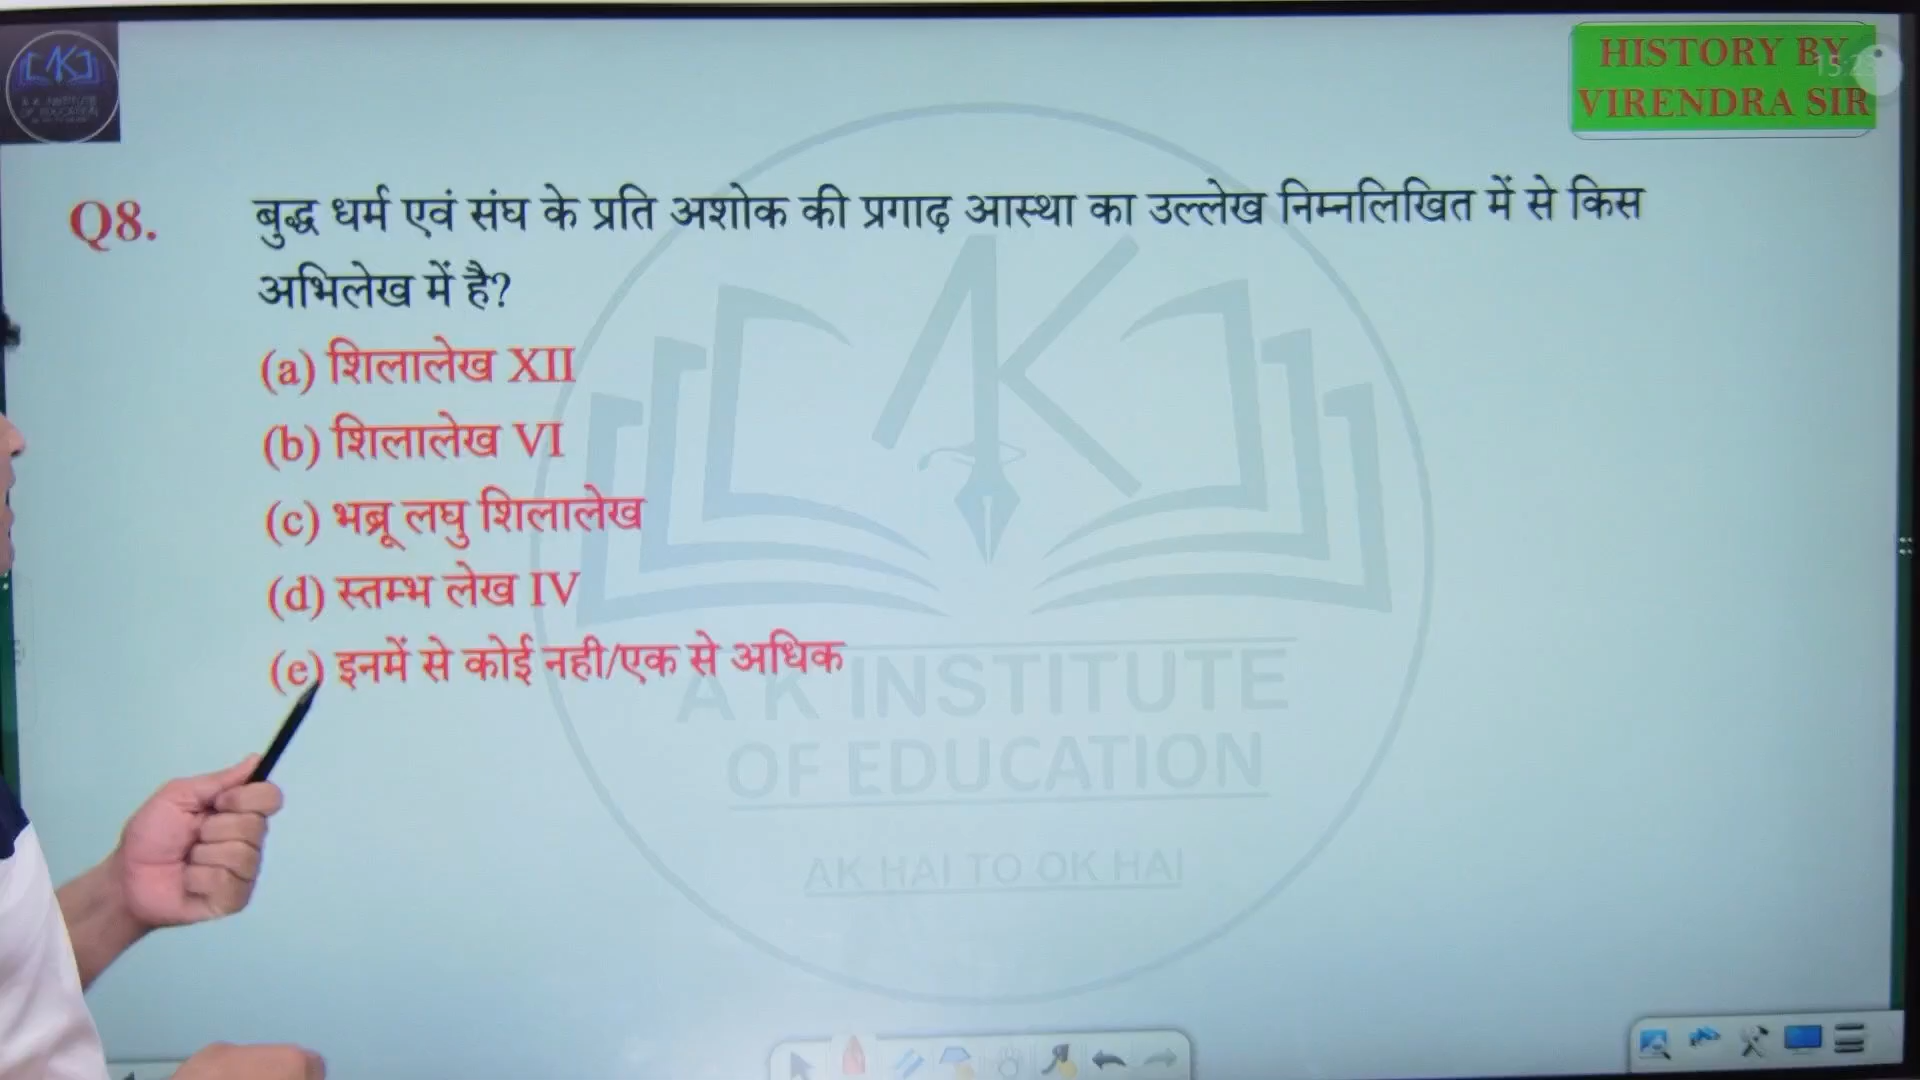 HISTORY BY
VIRENDRA SIR
Q8. बुद्ध धर्म एवं संघ के प्रति अशोक की प्रगाढ़ आस्था का उल्लेख निम्नलिखित में से किस
अभिलेख में है?
(a) शिलालेख XII
(b) शिलालेख VI
(c) भब्रू लघु शिलालेख
(d) स्तम्भ लेख IV
(e) इनमें से कोई नही/एक से अधिक
AK
A K INSTITUTE
OF EDUCATION
AK HAI TO OK HAI